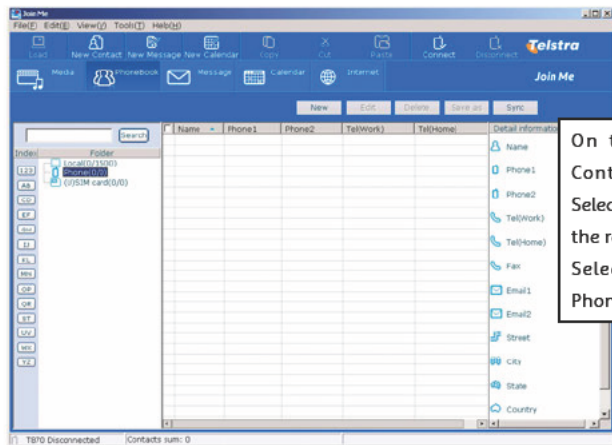 Join Me
File(F) Edit(E) View(V) Tools(T) Help(H)
Load New Contact New Message New Calendar Copy Cut Paste Connect Disconnect Telstra
Media Phonebook Message Calendar Internet Join Me
New Edit Delete Save as Sync
Search
Index Folder
Name Phone1 Phone2 Tel(Work) Tel(Home)
Detail information
Local(0/1500)
Phone(0/0)
SIM card(0/0)
123
AB
CD
EF
GH
IJ
KL
MN
OP
QR
ST
UV
WX
YZ
Name
Phone1
Phone2
Tel(Work)
Tel(Home)
Fax
Email1
Email2
Street
City
State
Country
On
Cont
Selec
the
Selec
Phon
T870 Disconnected Contacts sum: 0